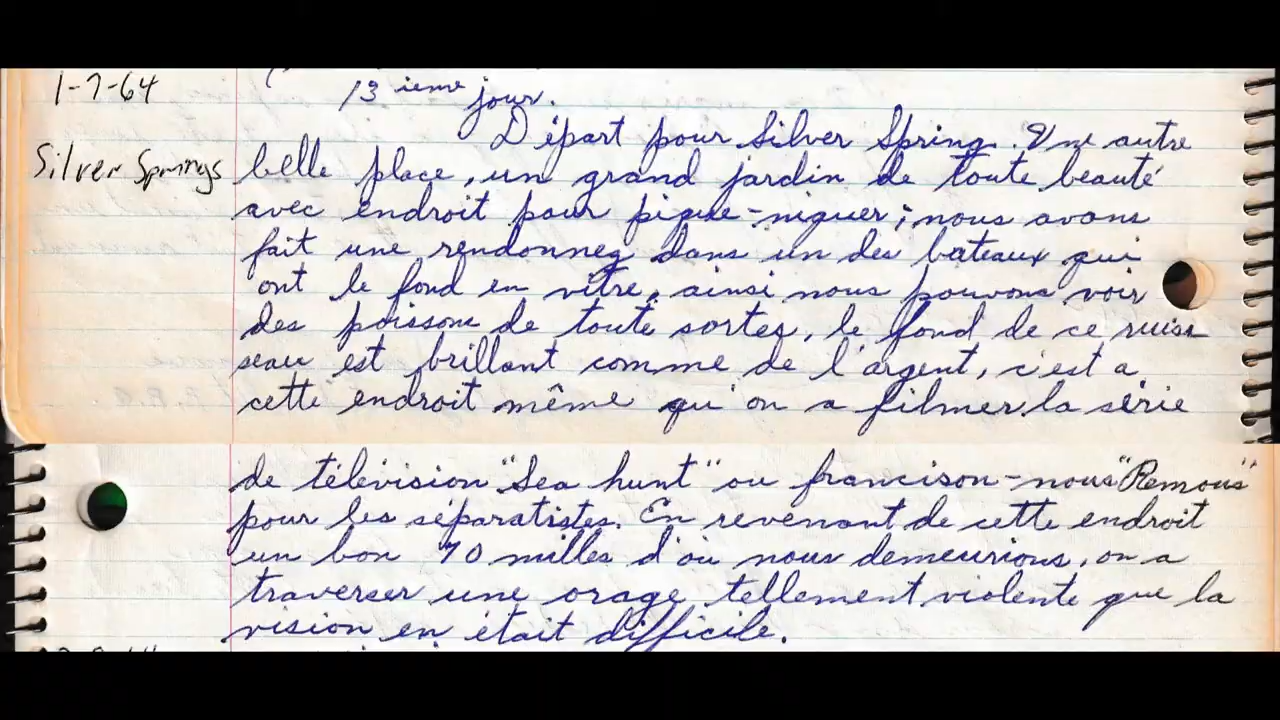 1-7-64
13 ième jour.
Départ pour Silver Spring. Une autre
Silver Springs
belle place, un grand jardin de toute beauté
avec endroit pour pique-niquer; nous avons
fait une rendonnez dans un des bateaux qui
ont le fond en vitre, ainsi nous pouvons voir
des poissons de toute sortes, le fond de ce ruis
seau est brillant comme de l'argent, c'est a
cette endroit même qu'on a filmer la série
de télévision "Sea hunt" ou francison-nous "Remous"
pour les séparatistes. En revenant de cette endroit
un bon 70 milles d'où nous demeurions, on a
traverser une orage tellement violente que la
vision en était difficile.